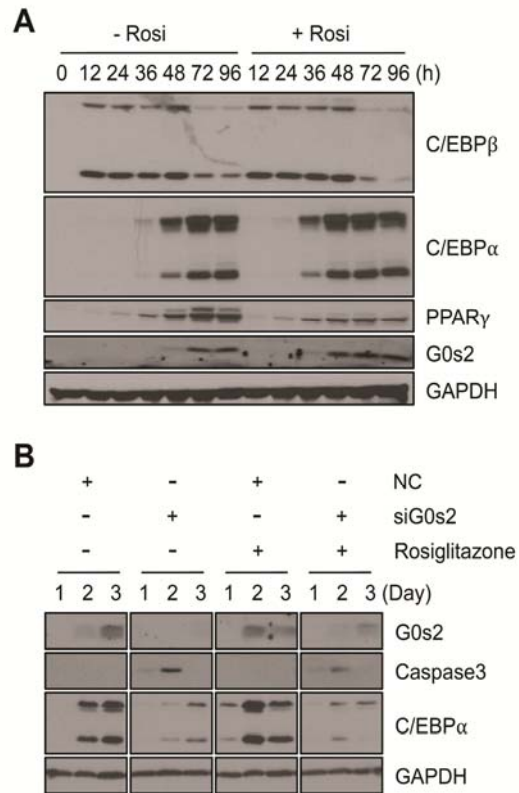 A
- Rosi + Rosi
0 12 24 36 48 72 96 12 24 36 48 72 96 (h)
C/EBPβ
C/EBPα
PPARγ
G0s2
GAPDH
B
+ - + - NC
- + - + siG0s2
- - + + Rosiglitazone
1 2 3 1 2 3 1 2 3 1 2 3 (Day)
G0s2
Caspase3
C/EBPα
GAPDH